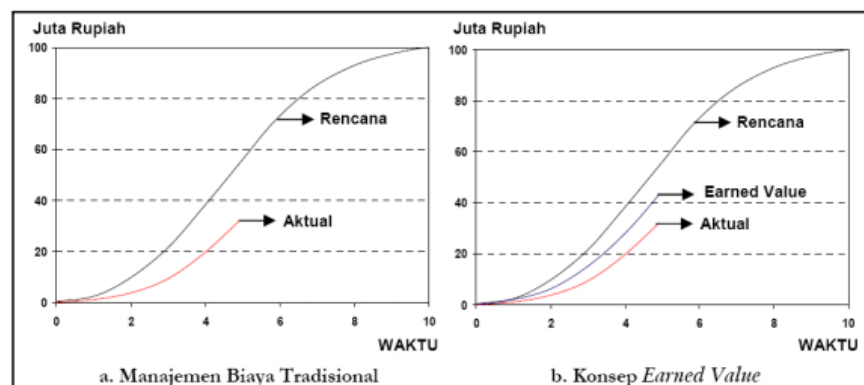 Juta Rupiah
100
80
60
40
20
0
Rencana
Aktual
0 2 4 6 8 10
WAKTU
a. Manajemen Biaya Tradisional
Juta Rupiah
100
80
60
40
20
0
Rencana
Earned Value
Aktual
0 2 4 6 8 10
WAKTU
b. Konsep Earned Value